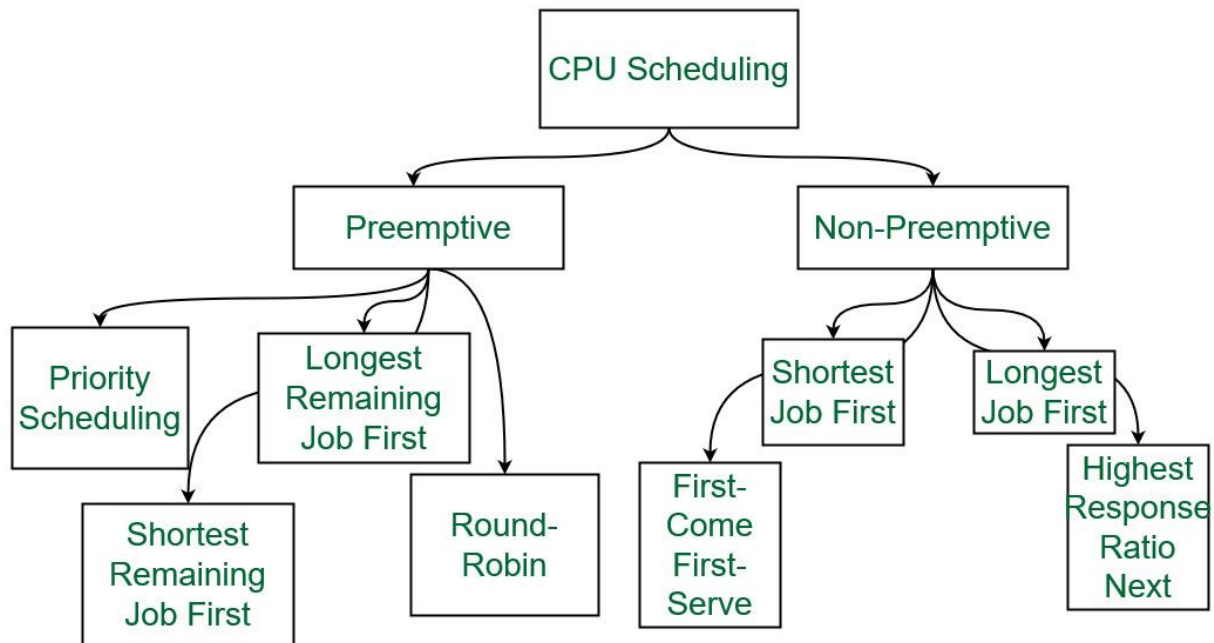 CPU Scheduling
Preemptive
Non-Preemptive
Priority
Scheduling
Longest
Remaining
Job First
Shortest
Job First
Longest
Job First
Shortest
Remaining
Job First
Round-
Robin
First-
Come
First-
Serve
Highest
Response
Ratio
Next